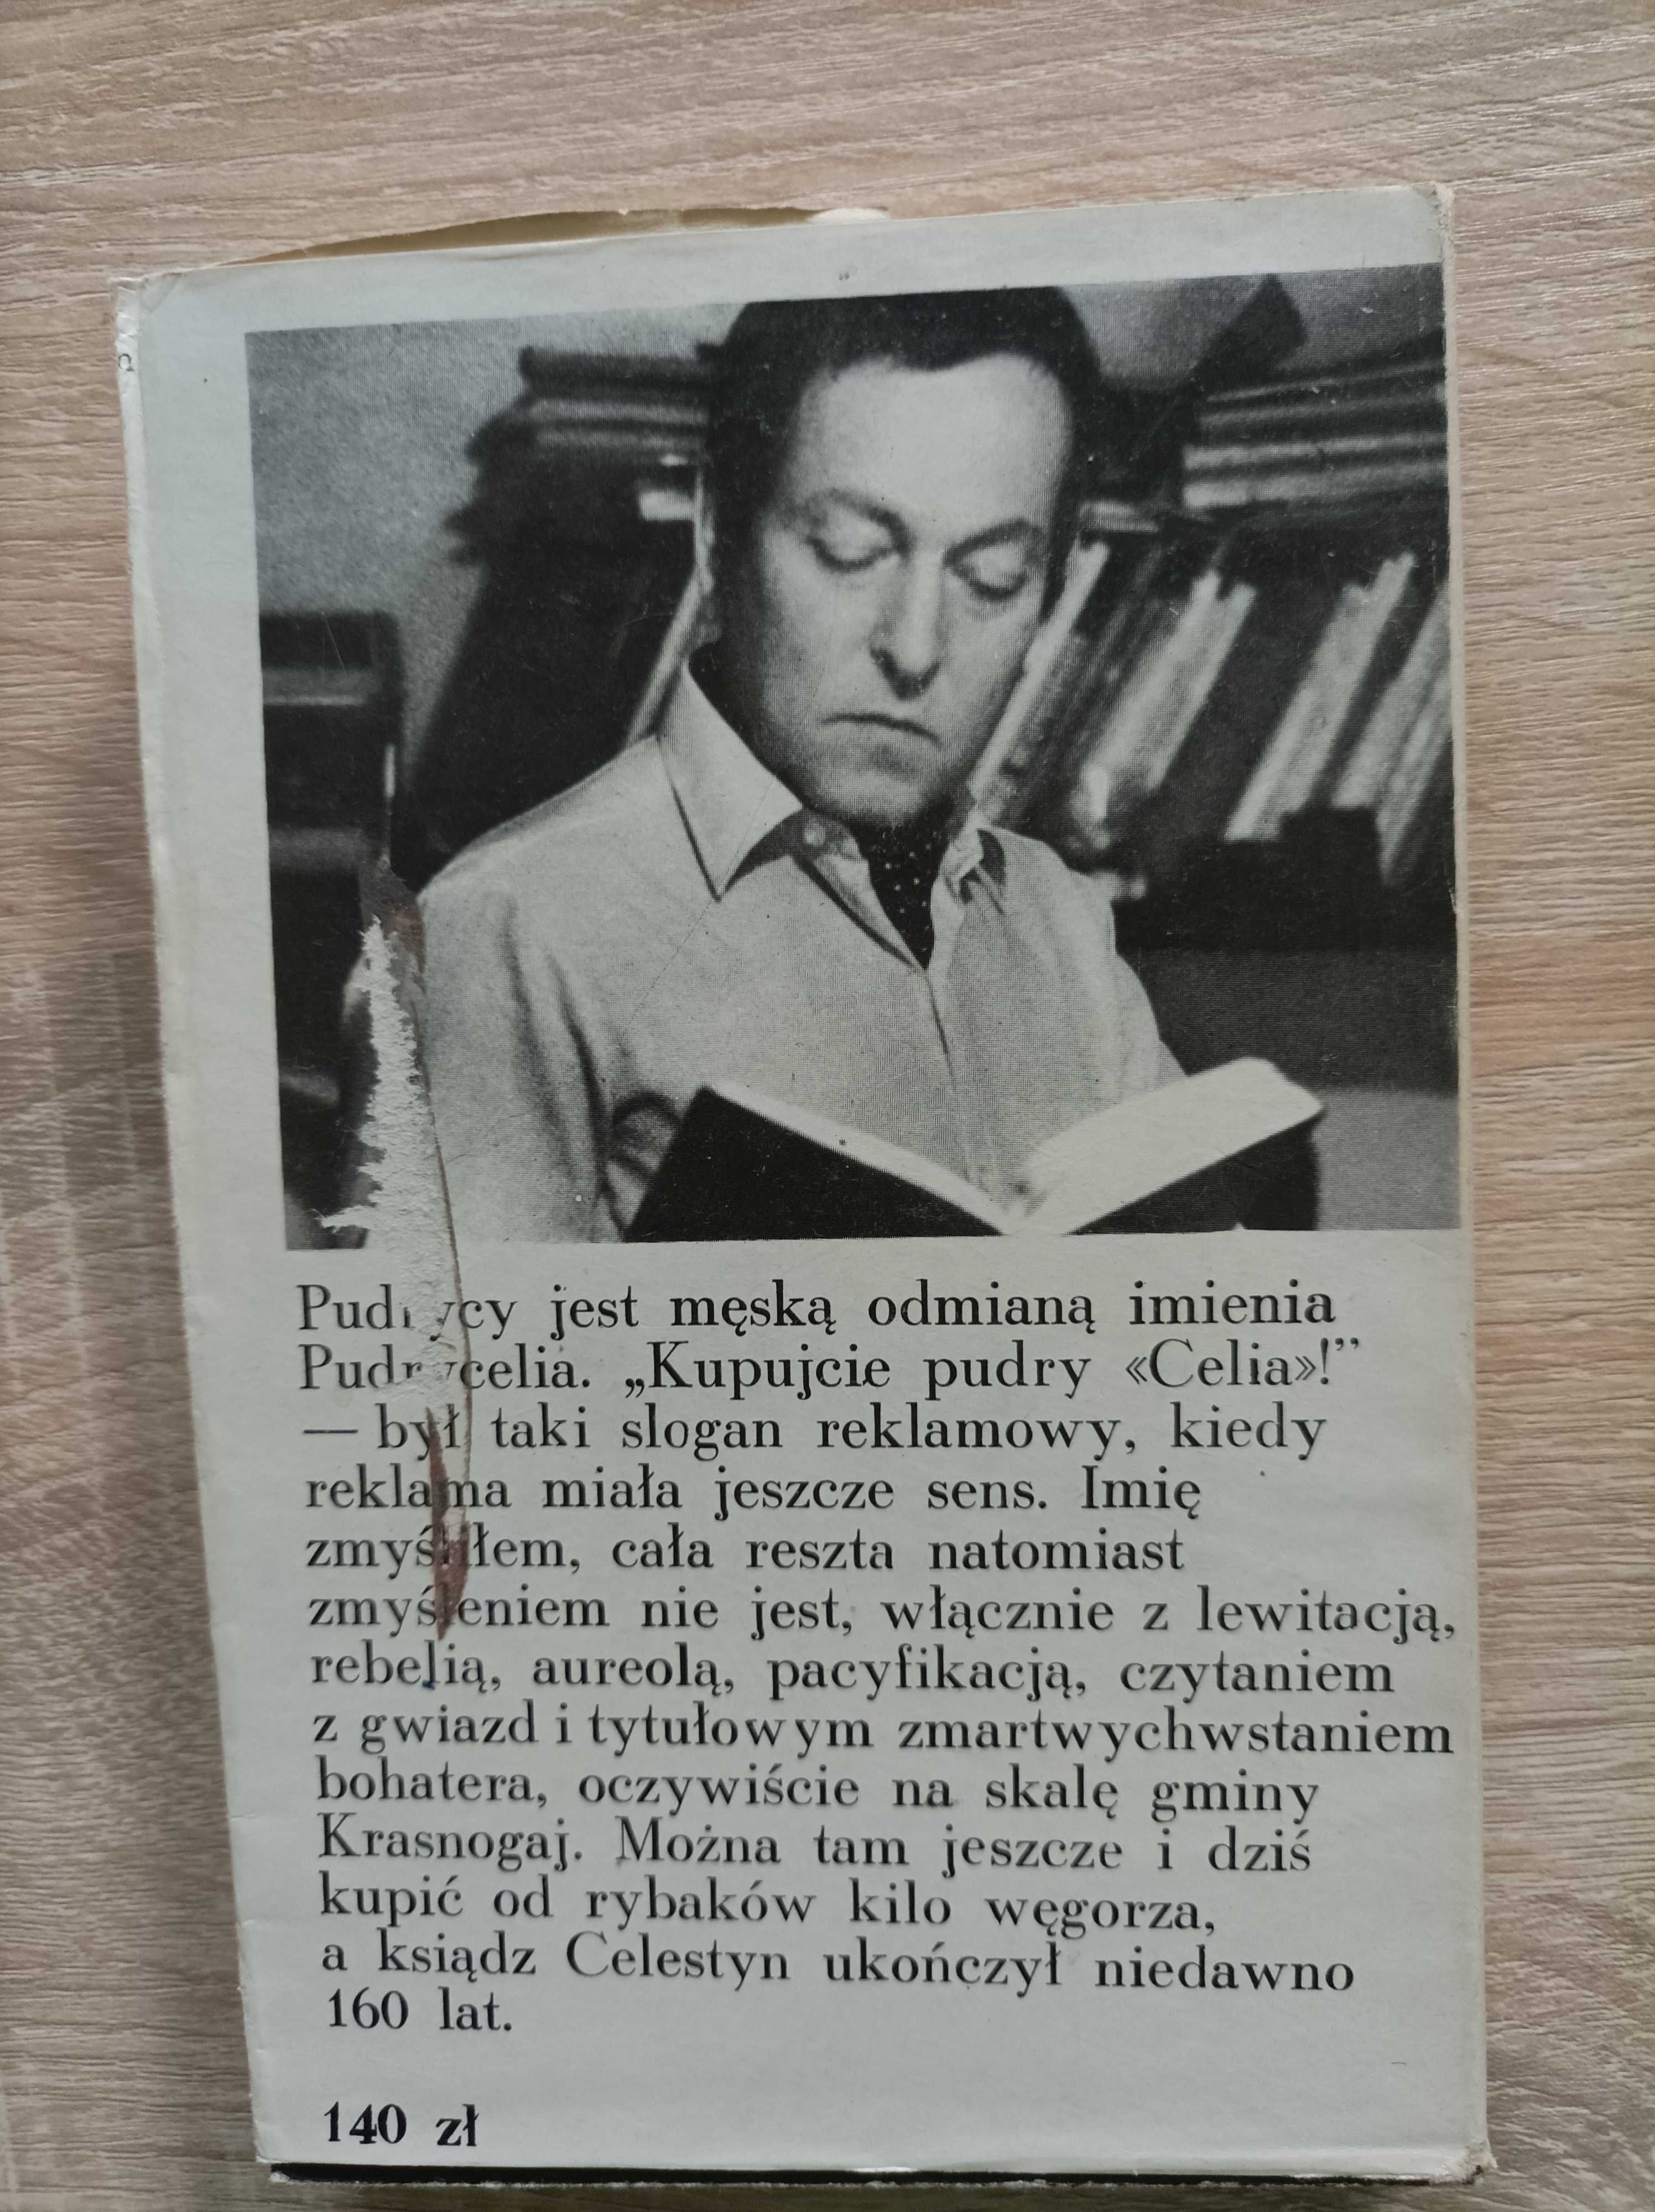 Pudrycy jest męską odmianą imienia
Pudrycelia. „Kupujcie pudry «Celia»!”
— był taki slogan reklamowy, kiedy
reklama miała jeszcze sens. Imię
zmyśliłem, cała reszta natomiast
zmyśleniem nie jest, włącznie z lewitacją,
rebelią, aureolą, pacyfikacją, czytaniem
z gwiazd i tytułowym zmartwychwstaniem
bohatera, oczywiście na skalę gminy
Krasnogaj. Można tam jeszcze i dziś
kupić od rybaków kilo węgorza,
a ksiądz Celestyn ukończył niedawno
160 lat.
140 zł